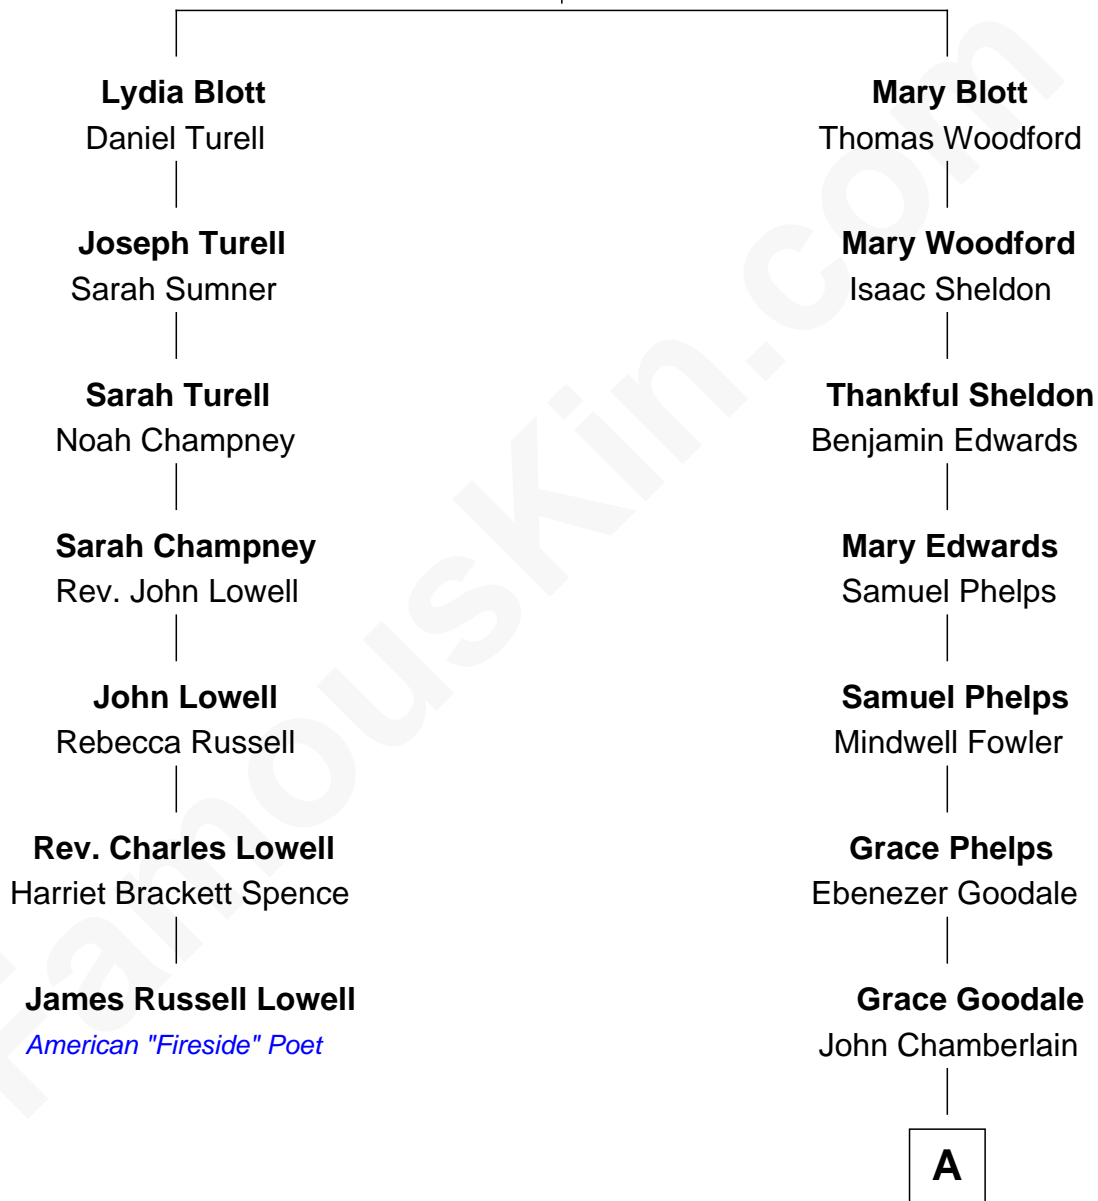 Lydia Blott
Daniel Turell
Joseph Turell
Sarah Sumner
Sarah Turell
Noah Champney
Sarah Champney
Rev. John Lowell
John Lowell
Rebecca Russell
Rev. Charles Lowell
Harriet Brackett Spence
James Russell Lowell
American "Fireside" Poet
Mary Blott
Thomas Woodford
Mary Woodford
Isaac Sheldon
Thankful Sheldon
Benjamin Edwards
Mary Edwards
Samuel Phelps
Samuel Phelps
Mindwell Fowler
Grace Phelps
Ebenezer Goodale
Grace Goodale
John Chamberlain
A
FamousKin.com